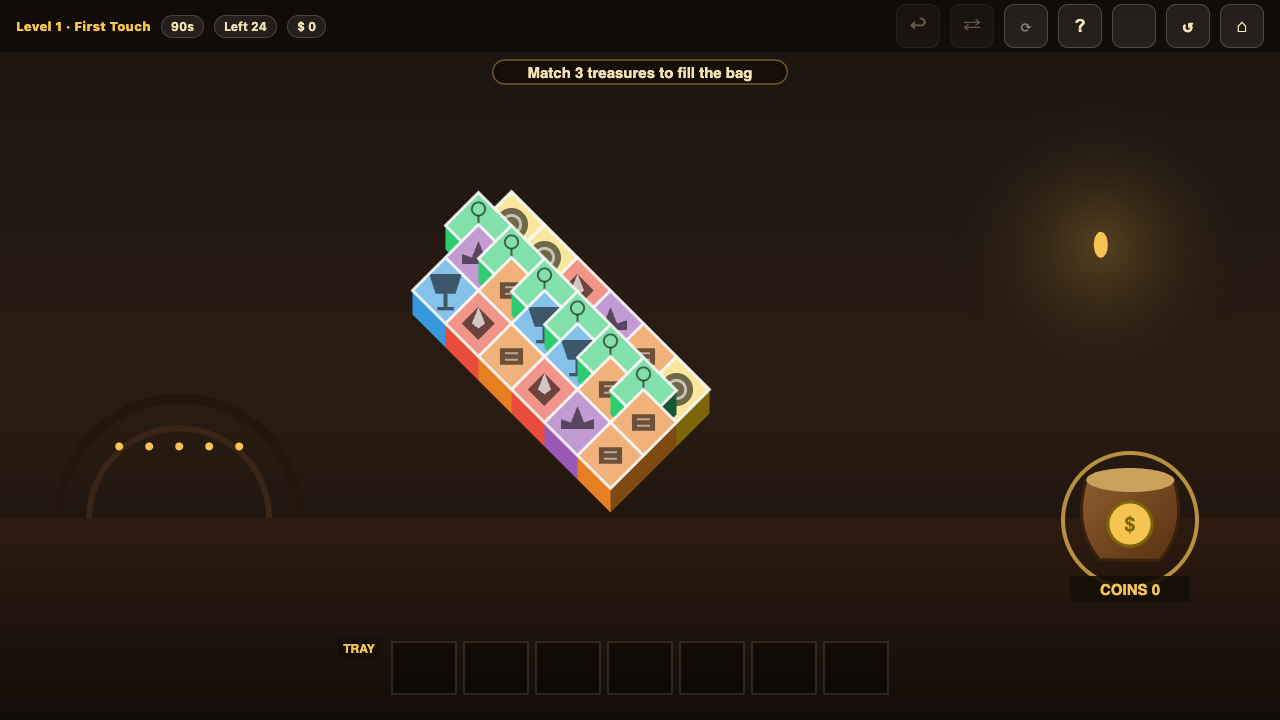 Level 1 · First Touch
90s
Left 24
$ 0
?
Match 3 treasures to fill the bag
$
COINS 0
TRAY